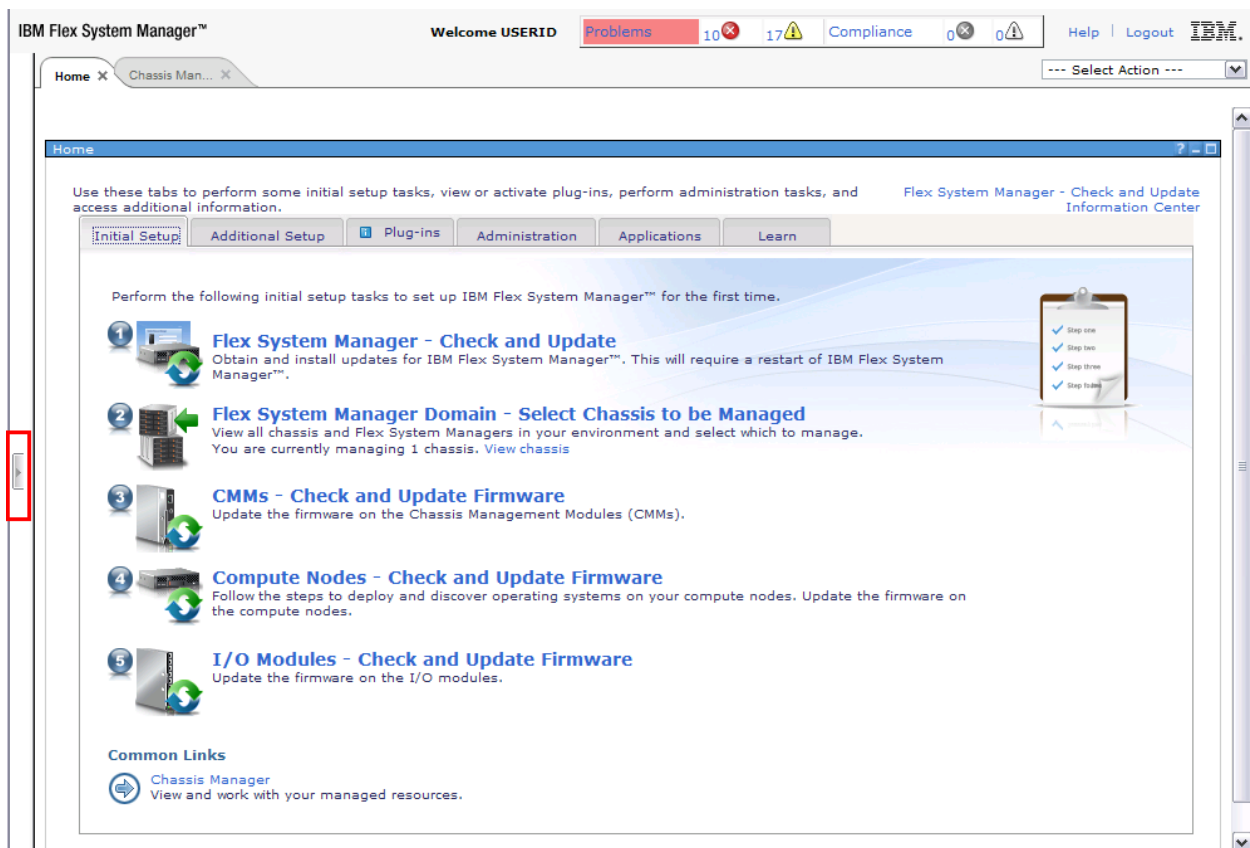 IBM Flex System Manager™
Welcome USERID
Problems 10 17 Compliance 0 0
Help | Logout IBM.
Home X Chassis Man... X
--- Select Action ---
Home
? – □
Use these tabs to perform some initial setup tasks, view or activate plug-ins, perform administration tasks, and
access additional information.
Flex System Manager - Check and Update
Information Center
Initial Setup Additional Setup Plug-ins Administration Applications Learn
Perform the following initial setup tasks to set up IBM Flex System Manager™ for the first time.
Step one
Step two
Step three
1
Flex System Manager - Check and Update
Obtain and install updates for IBM Flex System Manager™. This will require a restart of IBM Flex System
Manager™.
2
Flex System Manager Domain - Select Chassis to be Managed
View all chassis and Flex System Managers in your environment and select which to manage.
You are currently managing 1 chassis. View chassis
3
CMMs - Check and Update Firmware
Update the firmware on the Chassis Management Modules (CMMs).
4
Compute Nodes - Check and Update Firmware
Follow the steps to deploy and discover operating systems on your compute nodes. Update the firmware on
the compute nodes.
5
I/O Modules - Check and Update Firmware
Update the firmware on the I/O modules.
Common Links
Chassis Manager
View and work with your managed resources.